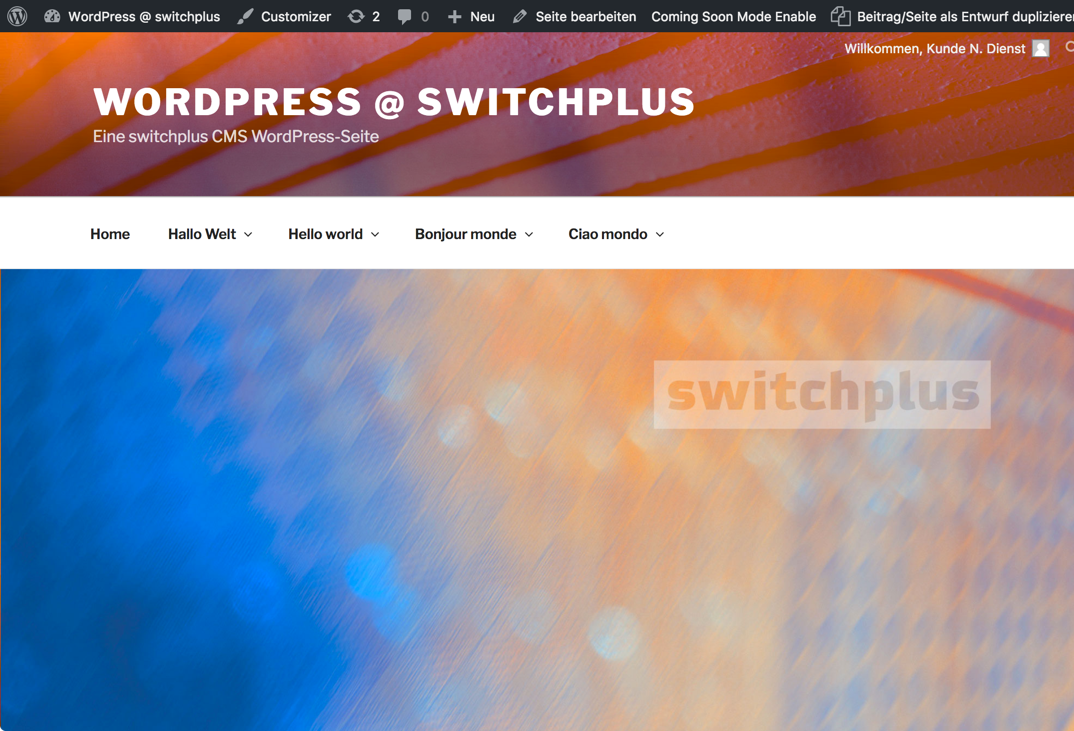 WordPress @ switchplus Customizer 2 0 Neu Seite bearbeiten Coming Soon Mode Enable Beitrag/Seite als Entwurf duplizieren
Willkommen, Kunde N. Dienst
WORDPRESS @ SWITCHPLUS
Eine switchplus CMS WordPress-Seite
Home Hallo Welt Hello world Bonjour monde Ciao mondo
switchplus